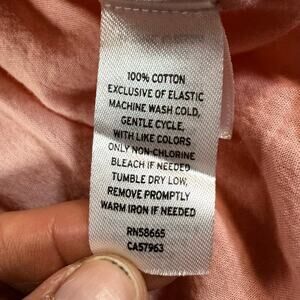 100% COTTON
EXCLUSIVE OF ELASTIC
MACHINE WASH COLD,
GENTLE CYCLE,
WITH LIKE COLORS
ONLY NON-CHLORINE
BLEACH IF NEEDED
TUMBLE DRY LOW,
REMOVE PROMPTLY
WARM IRON IF NEEDED
RN58665
CA57963